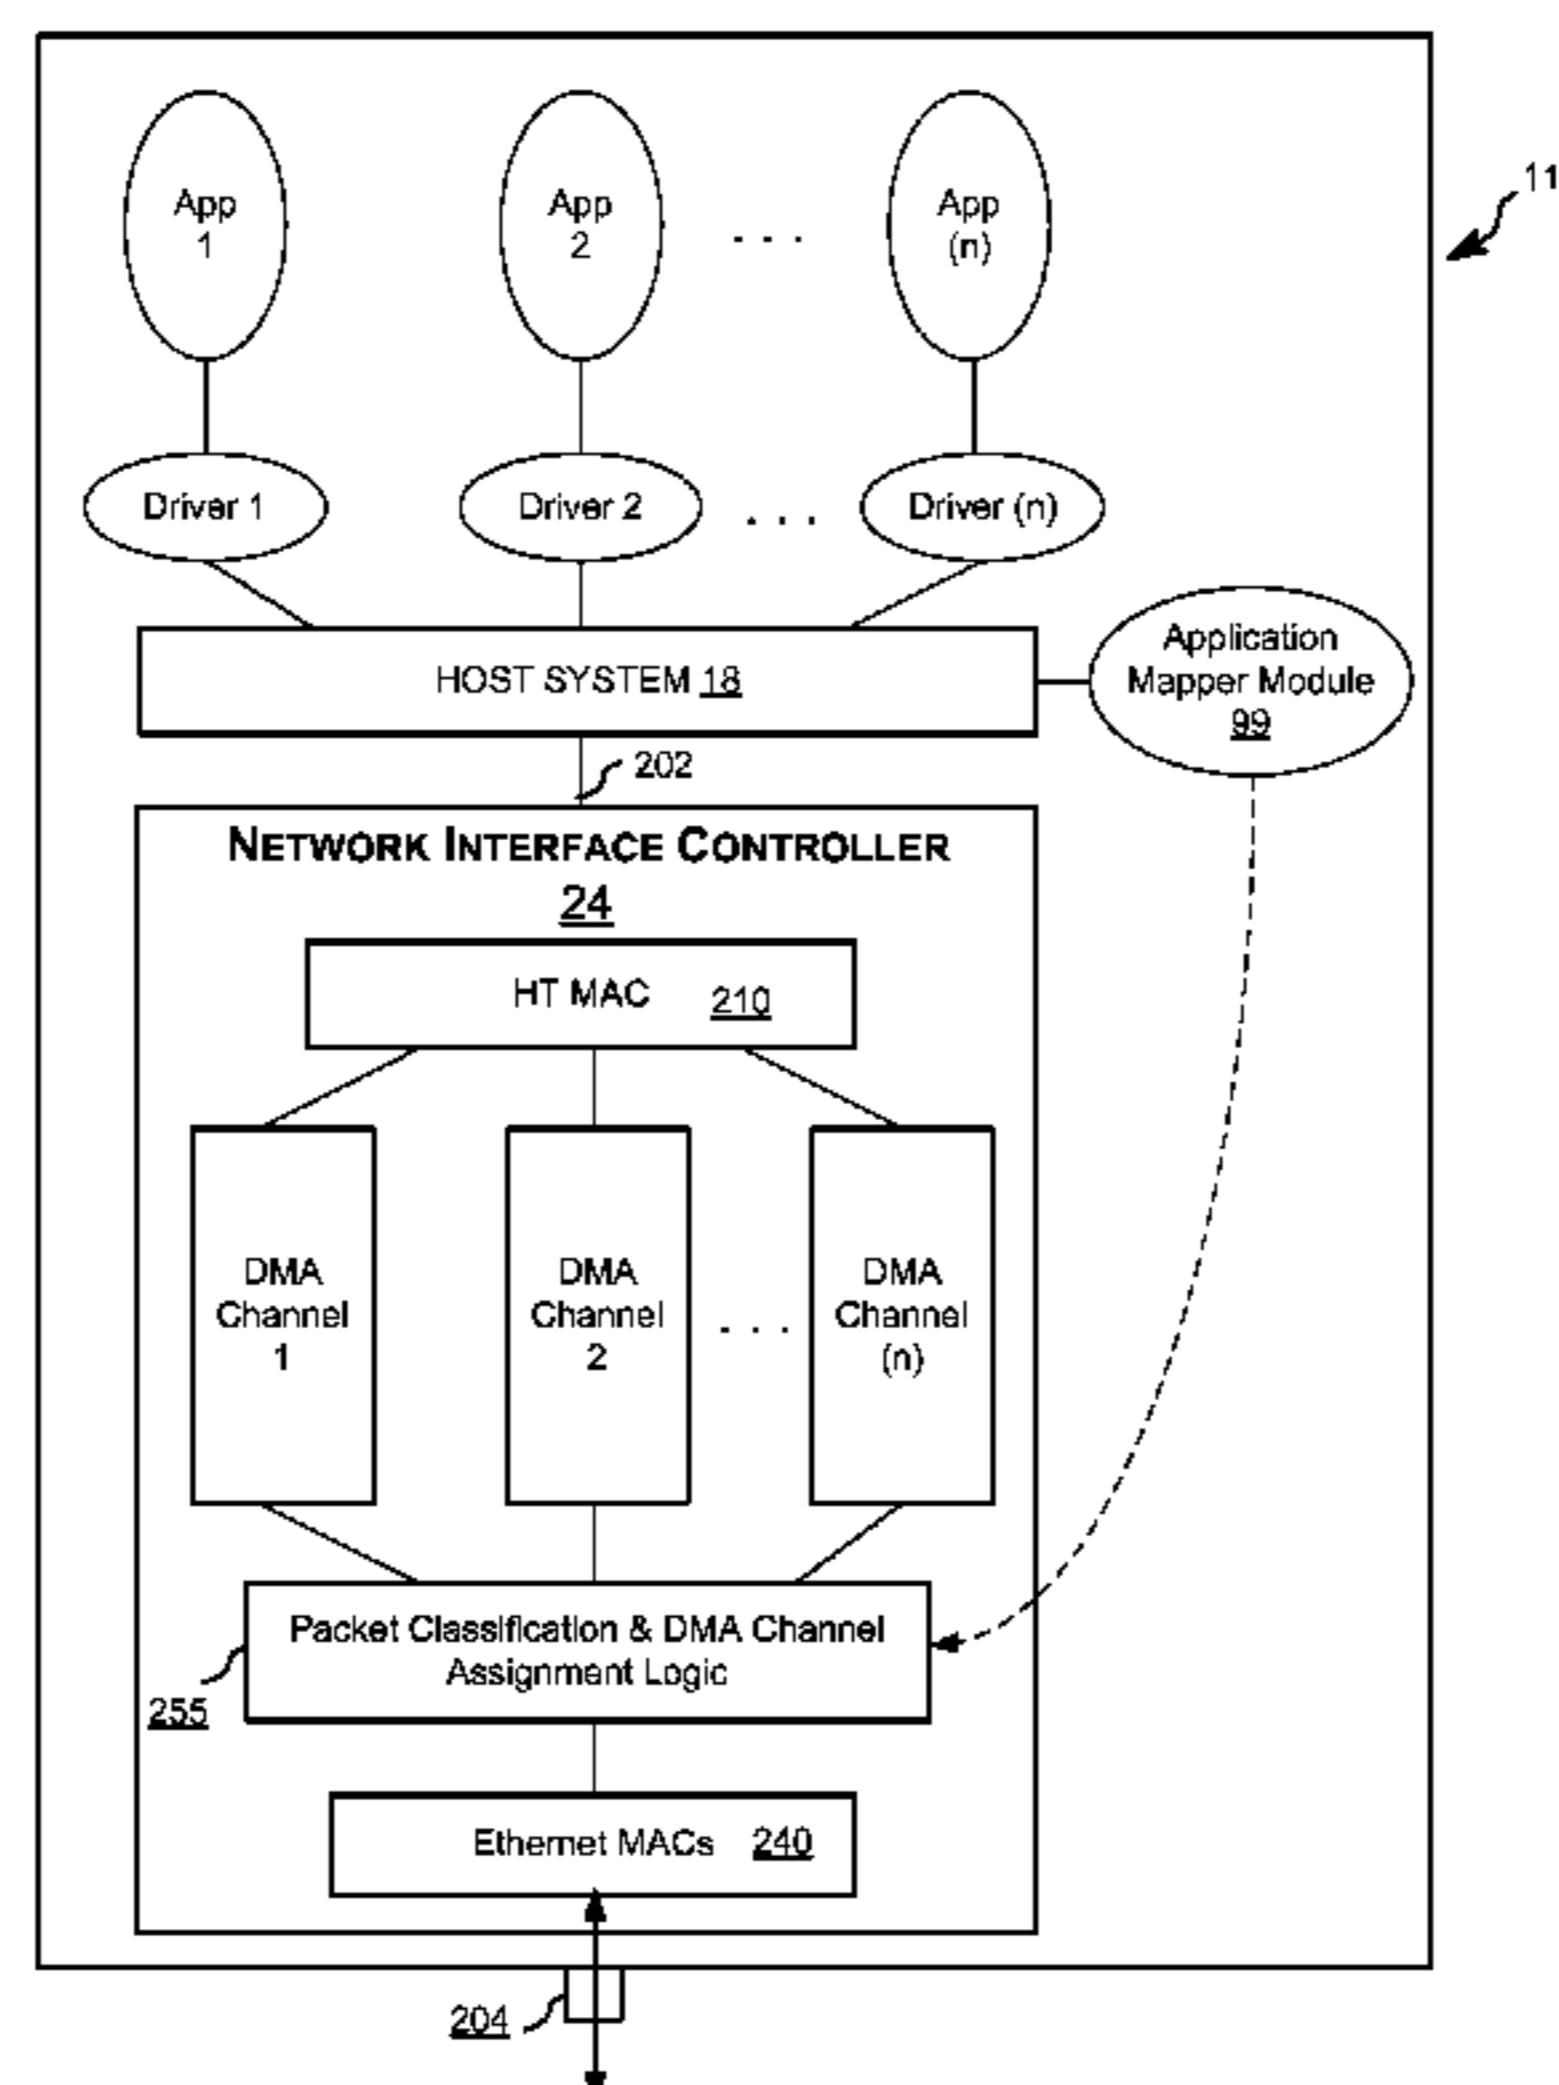 11
App
1
App
2
. . .
App
(n)
Driver 1
Driver 2
. . .
Driver (n)
HOST SYSTEM 18
Application
Mapper Module
99
202
NETWORK INTERFACE CONTROLLER
24
HT MAC 210
DMA
Channel
1
DMA
Channel
2
. . .
DMA
Channel
(n)
Packet Classification & DMA Channel
Assignment Logic
255
Ethernet MACs 240
204